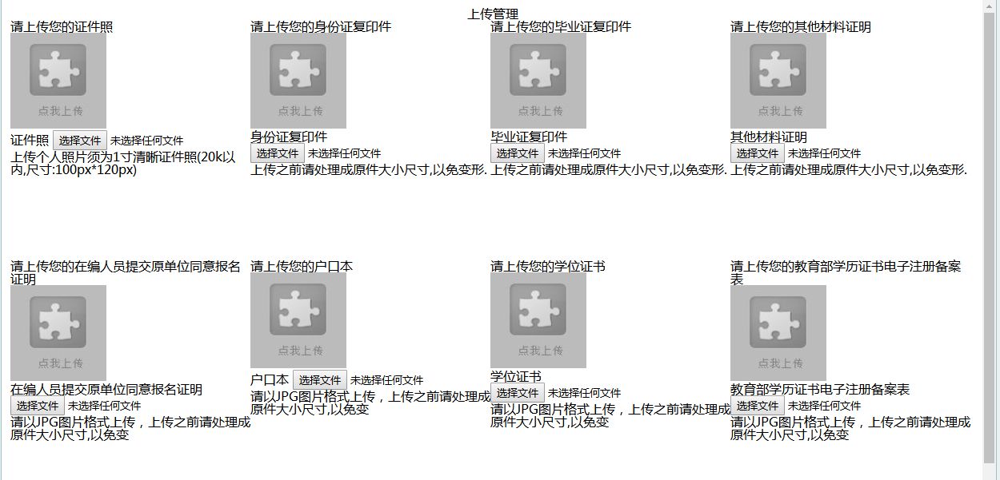 上传管理
请上传您的证件照
请上传您的身份证复印件
请上传您的毕业证复印件
请上传您的其他材料证明
点我上传
点我上传
点我上传
点我上传
证件照 选择文件 未选择任何文件
上传个人照片须为1寸清晰证件照(20k以
内,尺寸:100px*120px)
身份证复印件
选择文件 未选择任何文件
上传之前请处理成原件大小尺寸,以免变形.
毕业证复印件
选择文件 未选择任何文件
上传之前请处理成原件大小尺寸,以免变形.
其他材料证明
选择文件 未选择任何文件
上传之前请处理成原件大小尺寸,以免变形.
请上传您的在编人员提交原单位同意报名
证明
请上传您的户口本
请上传您的学位证书
请上传您的教育部学历证书电子注册备案
表
点我上传
点我上传
点我上传
点我上传
在编人员提交原单位同意报名证明
选择文件 未选择任何文件
请以JPG图片格式上传，上传之前请处理成
原件大小尺寸,以免变
户口本 选择文件 未选择任何文件
请以JPG图片格式上传，上传之前请处理成
原件大小尺寸,以免变
学位证书
选择文件 未选择任何文件
请以JPG图片格式上传，上传之前请处理成
原件大小尺寸,以免变
教育部学历证书电子注册备案表
选择文件 未选择任何文件
请以JPG图片格式上传，上传之前请处理成
原件大小尺寸,以免变